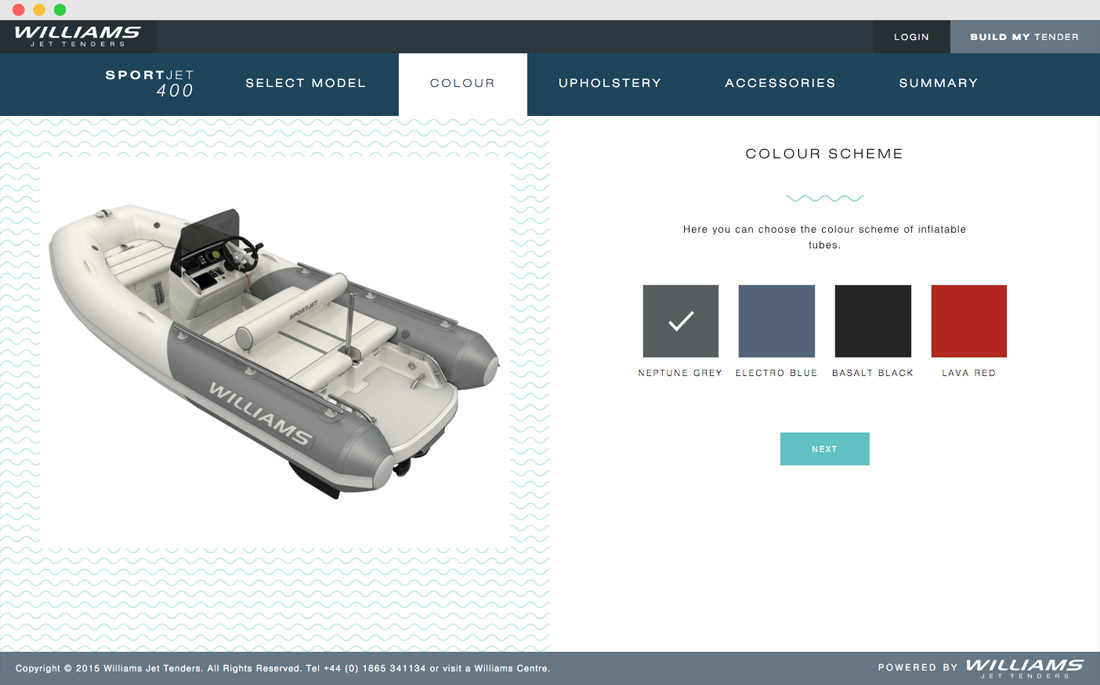 WILLIAMS
JET TENDERS
LOGIN
BUILD MY TENDER
SPORTJET
400
SELECT MODEL
COLOUR
UPHOLSTERY
ACCESSORIES
SUMMARY
COLOUR SCHEME
Here you can choose the colour scheme of inflatable
tubes.
SPORTJET
WILLIAMS
NEPTUNE GREY
ELECTRO BLUE
BASALT BLACK
LAVA RED
NEXT
Copyright © 2015 Williams Jet Tenders. All Rights Reserved. Tel +44 (0) 1865 341134 or visit a Williams Centre.
POWERED BY WILLIAMS
JET TENDERS